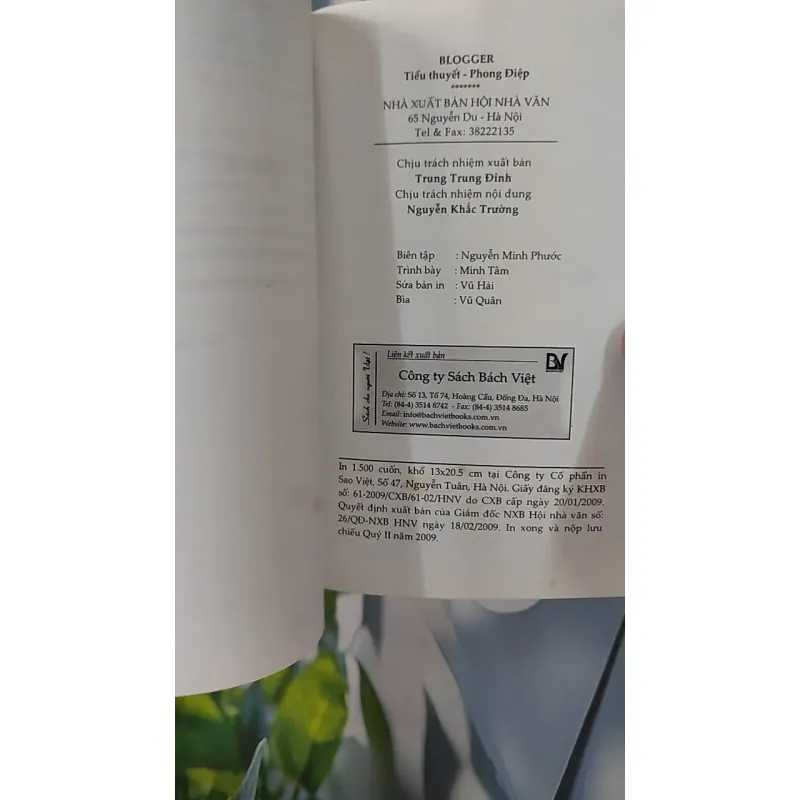 BLOGGER
Tiểu thuyết - Phong Điệp
*******
NHÀ XUẤT BẢN HỘI NHÀ VĂN
65 Nguyễn Du - Hà Nội
Tel & Fax: 38222135
Chịu trách nhiệm xuất bản
Trung Trung Đỉnh
Chịu trách nhiệm nội dung
Nguyễn Khắc Trường
Biên tập : Nguyễn Minh Phước
Trình bày : Minh Tâm
Sửa bản in : Vũ Hải
Bìa : Vũ Quân
Sách cho người Việt !
Liên kết xuất bản
BV
Công ty Sách Bách Việt
Địa chỉ: Số 13, Tổ 74, Hoàng Cầu, Đống Đa, Hà Nội
Tel: (84-4) 3514 8742 - Fax: (84-4) 3514 8685
Email: info@bachvietbooks.com.vn
Website: www.bachvietbooks.com.vn
In 1.500 cuốn, khổ 13x20.5 cm tại Công ty Cổ phần in
Sao Việt, Số 47, Nguyễn Tuân, Hà Nội. Giấy đăng ký KHXB
số: 61-2009/CXB/61-02/HNV do CXB cấp ngày 20/01/2009.
Quyết định xuất bản của Giám đốc NXB Hội nhà văn số:
26/QĐ-NXB HNV ngày 18/02/2009. In xong và nộp lưu
chiểu Quý II năm 2009.